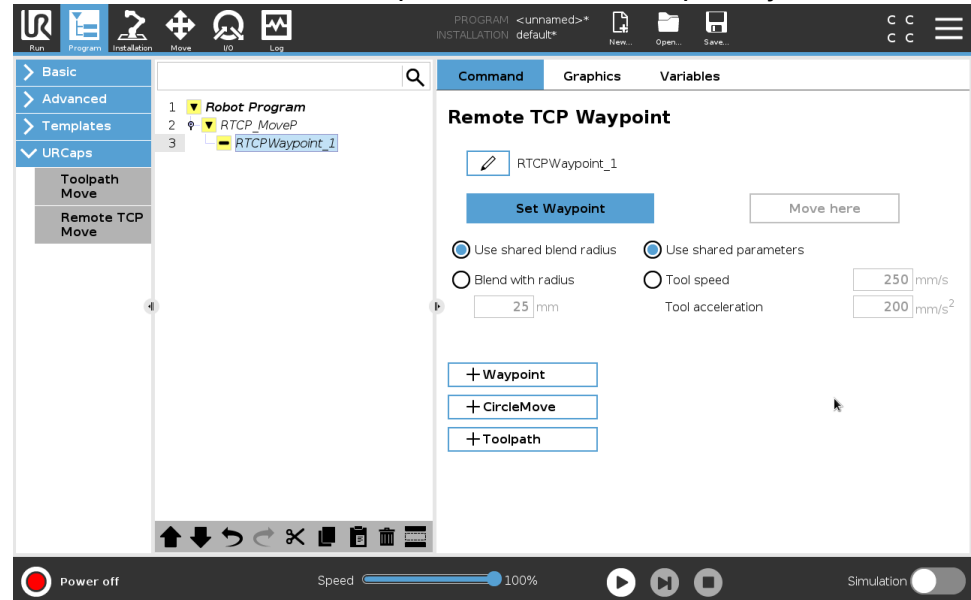 PROGRAM <unnamed>*
INSTALLATION default*
UR
Run
Program
Installation
Move
I/O
Log
New...
Open...
Save...
C C
C C
Basic
Advanced
Templates
URCaps
Toolpath
Move
Remote TCP
Move
1 Robot Program
2 RTCP_MoveP
3 RTCPWaypoint_1
Command Graphics Variables
Remote TCP Waypoint
RTCPWaypoint_1
Set Waypoint Move here
Use shared blend radius Use shared parameters
Blend with radius Tool speed 250 mm/s
25 mm Tool acceleration 200 mm/s²
+ Waypoint
+ CircleMove
+ Toolpath
Power off Speed 100% Simulation